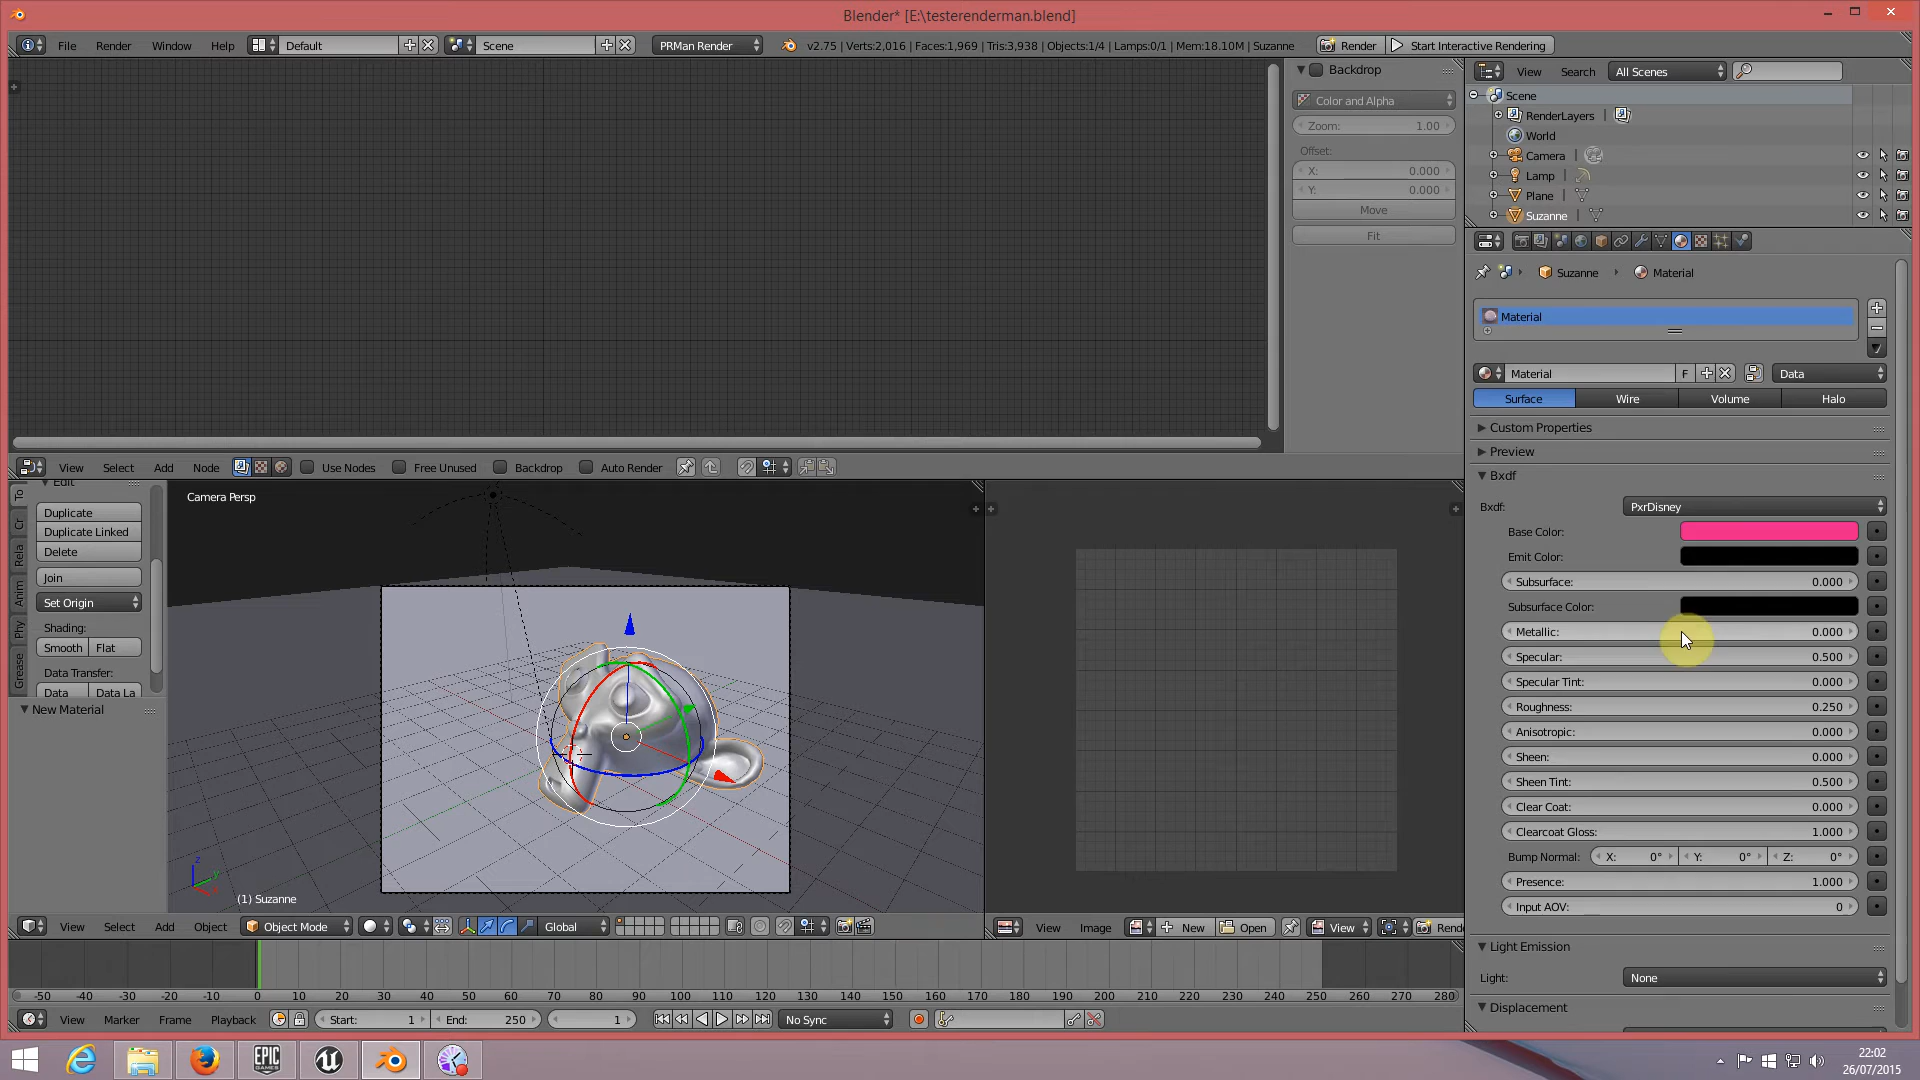 Blender* [E:\testerenderman.blend]
File Render Window Help Default Scene PRMan Render v2.75 | Verts:2,016 | Faces:1,969 | Tris:3,938 | Objects:1/4 | Lamps:0/1 | Mem:18.10M | Suzanne Render Start Interactive Rendering
Backdrop
Color and Alpha
Zoom: 1.00
Offset:
X: 0.000
Y: 0.000
Move
Fit
View Search All Scenes
Scene
RenderLayers
World
Camera
Lamp
Plane
Suzanne
Suzanne Material
Material
Material F Data
Surface Wire Volume Halo
Custom Properties
Preview
Bxdf
Bxdf: PxrDisney
Base Color:
Emit Color:
Subsurface: 0.000
Subsurface Color:
Metallic: 0.000
Specular: 0.500
Specular Tint: 0.000
Roughness: 0.250
Anisotropic: 0.000
Sheen: 0.000
Sheen Tint: 0.500
Clear Coat: 0.000
Clearcoat Gloss: 1.000
Bump Normal: X: 0° Y: 0° Z: 0°
Presence: 1.000
Input AOV: 0
Light Emission
Light: None
Displacement
View Select Add Node Use Nodes Free Unused Backdrop Auto Render
To
Cr
Rela
Anim
Phy
Grease
Edit
Duplicate
Duplicate Linked
Delete
Join
Set Origin
Shading:
Smooth Flat
Data Transfer:
Data Data La
New Material
Camera Persp
z
(1) Suzanne
View Select Add Object Object Mode Global
View Image New Open View Rende
-50 -40 -30 -20 -10 0 10 20 30 40 50 60 70 80 90 100 110 120 130 140 150 160 170 180 190 200 210 220 230 240 250 260 270 280
View Marker Frame Playback Start: 1 End: 250 1 No Sync
EPIC
GAMES
22:02
26/07/2015